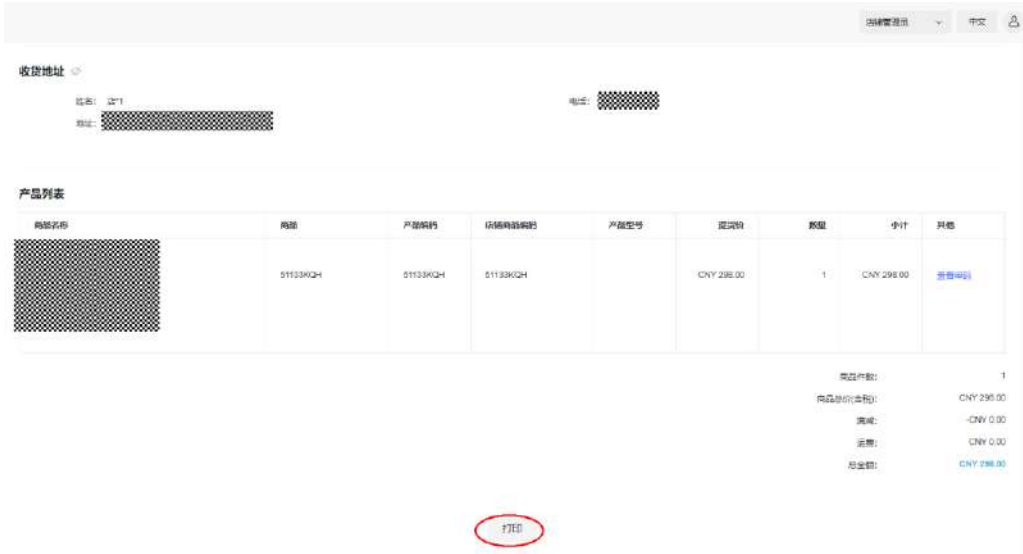 店铺管理员 中文
收货地址
姓名: 店*1 电话:
地址:
产品列表
商品名称 商品 产品编码 店铺商品编码 产品型号 提货价 数量 小计 其他
51133KQH 51133KQH 51133KQH CNY 298.00 1 CNY 298.00 查看串码
商品件数: 1
商品总价(含税): CNY 298.00
满减: -CNY 0.00
运费: CNY 0.00
总金额: CNY 298.00
打印